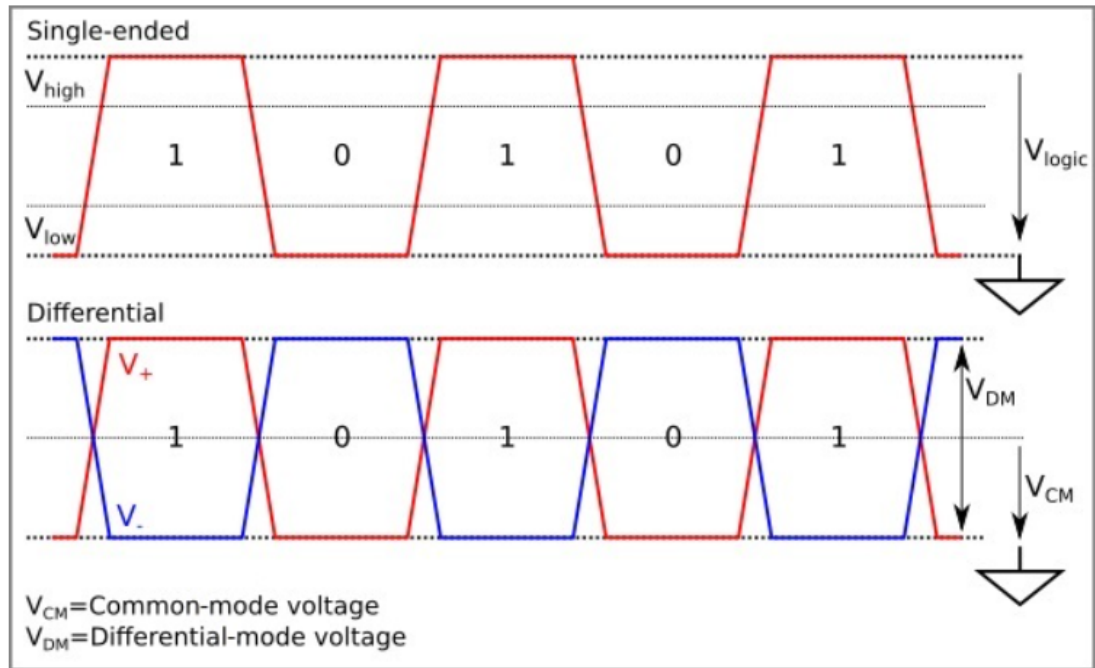 Single-ended
V_high
1 0 1 0 1
V_logic
V_low
Differential
V_+
V_DM
1 0 1 0 1
V_CM
V_-
V_CM=Common-mode voltage
V_DM=Differential-mode voltage